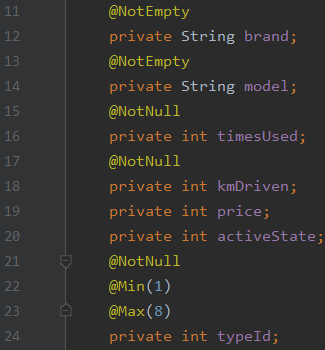 11 @NotEmpty
12 private String brand;
13 @NotEmpty
14 private String model;
15 @NotNull
16 private int timesUsed;
17 @NotNull
18 private int kmDriven;
19 private int price;
20 private int activeState;
21 @NotNull
22 @Min(1)
23 @Max(8)
24 private int typeId;